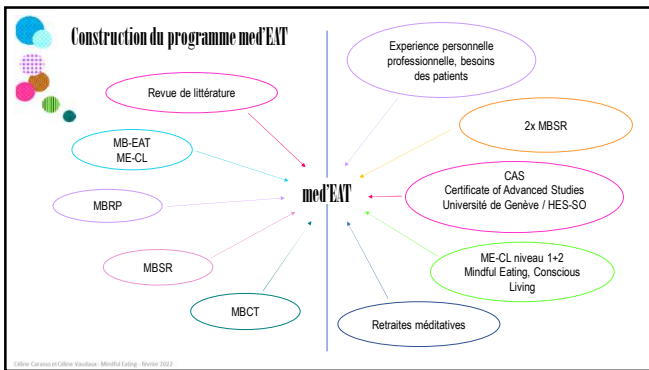 Construction du programme med'EAT
Revue de littérature
MB-EAT
ME-CL
MBRP
MBSR
MBCT
med'EAT
Experience personnelle
professionnelle, besoins
des patients
2x MBSR
CAS
Certificate of Advanced Studies
Université de Genève / HES-SO
ME-CL niveau 1+2
Mindful Eating, Conscious
Living
Retraites méditatives
Céline Carasso et Céline Vaudaux - Mindful Eating - février 2022